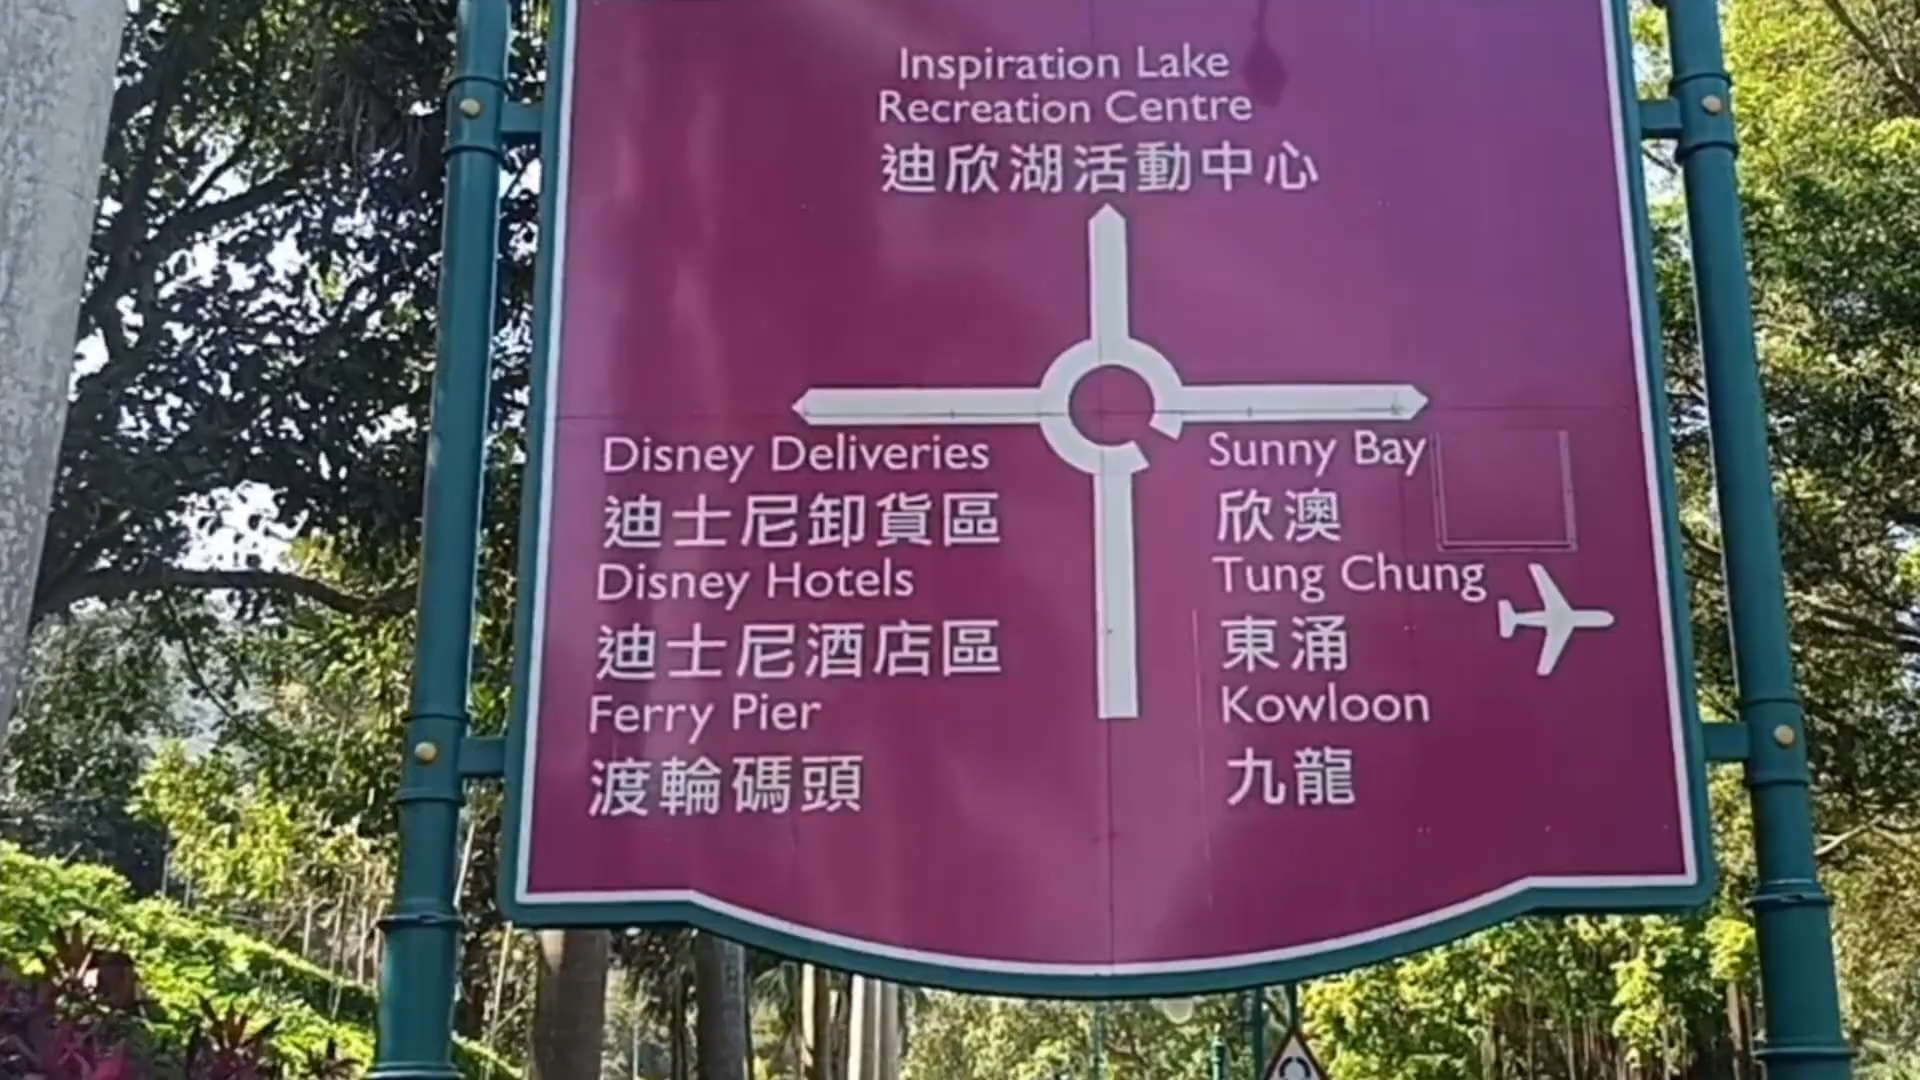 Inspiration Lake
Recreation Centre
迪欣湖活動中心
Disney Deliveries
迪士尼卸貨區
Disney Hotels
迪士尼酒店區
Ferry Pier
渡輪碼頭
Sunny Bay
欣澳
Tung Chung
東涌
Kowloon
九龍